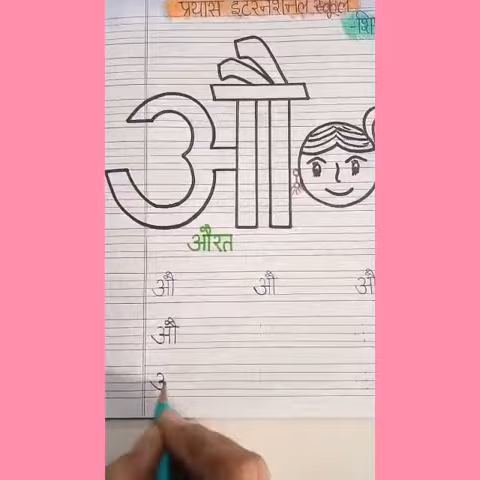 प्रयास इंटरनेशनल स्कूल
शि
औ
औरत
औ औ औ
औ